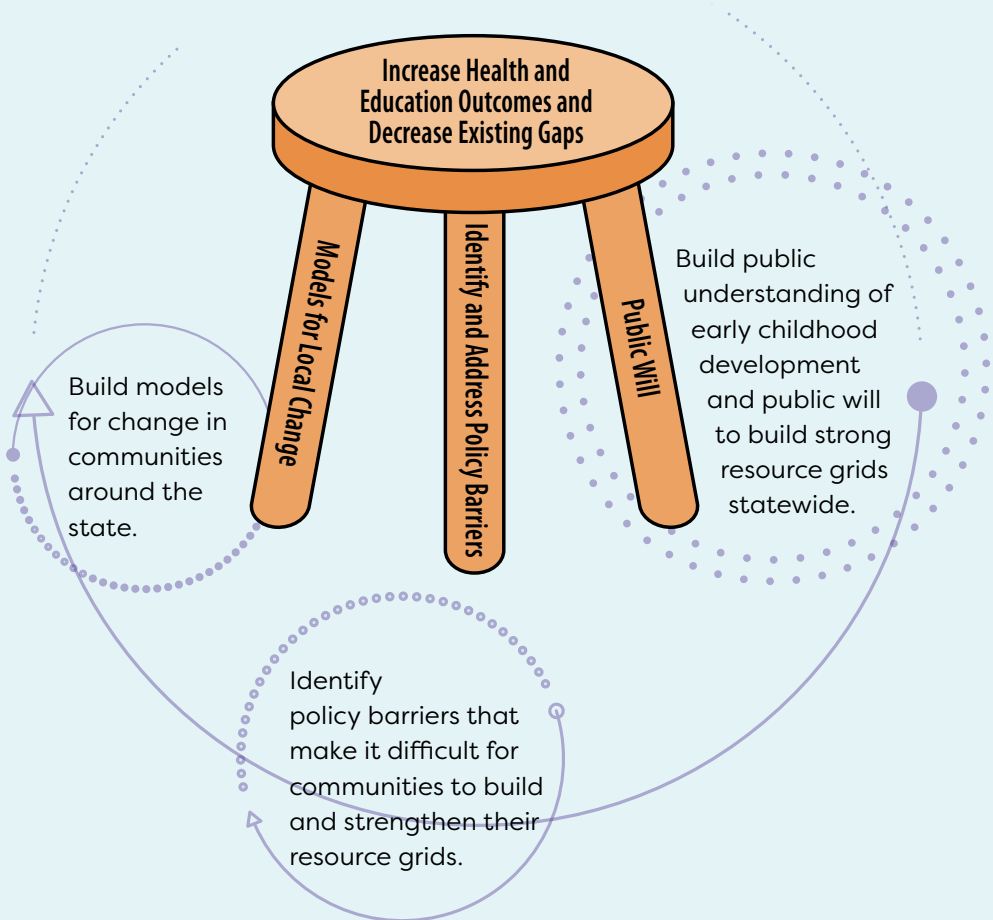 Increase Health and
Education Outcomes and
Decrease Existing Gaps
Models for Local Change
Identify and Address Policy Barriers
Public Will
Build models
for change in
communities
around the
state.
Build public
understanding of
early childhood
development
and public will
to build strong
resource grids
statewide.
Identify
policy barriers that
make it difficult for
communities to build
and strengthen their
resource grids.